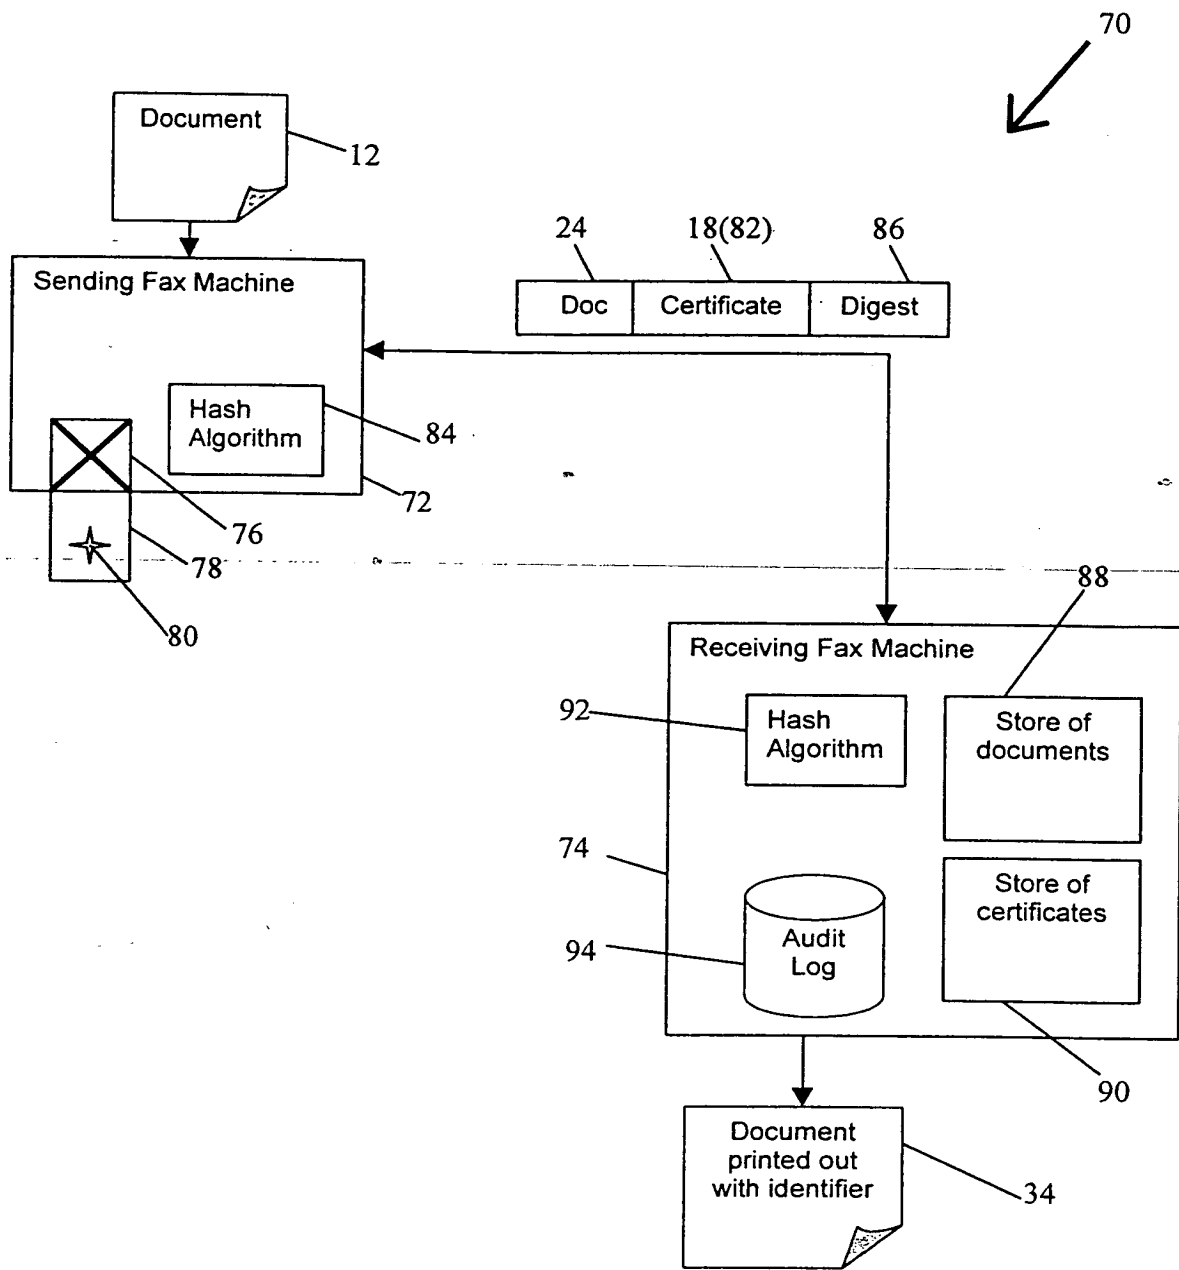 70
Document
12
24
18(82)
86
Sending Fax Machine
Doc
Certificate
Digest
Hash
Algorithm
84
72
76
78
80
88
Receiving Fax Machine
92
Hash
Algorithm
Store of
documents
74
Store of
certificates
94
Audit
Log
90
Document
printed out
with identifier
34